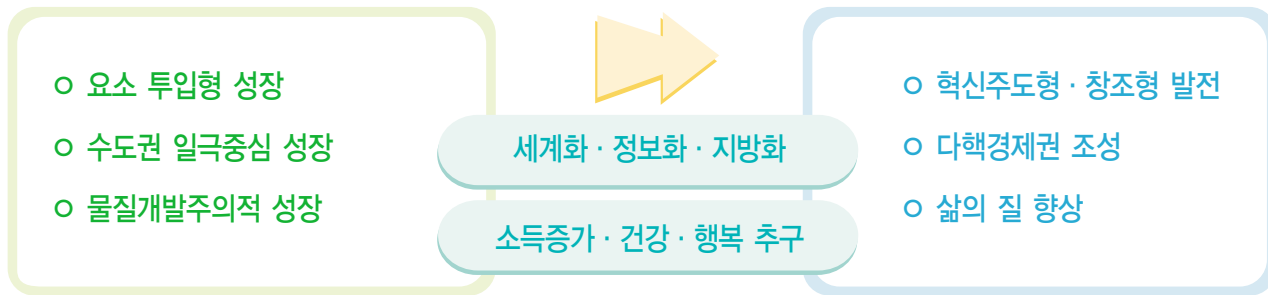 ㅇ 요소 투입형 성장
ㅇ 수도권 일극중심 성장
ㅇ 물질개발주의적 성장
세계화 · 정보화 · 지방화
소득증가 · 건강 · 행복 추구
ㅇ 혁신주도형 · 창조형 발전
ㅇ 다핵경제권 조성
ㅇ 삶의 질 향상